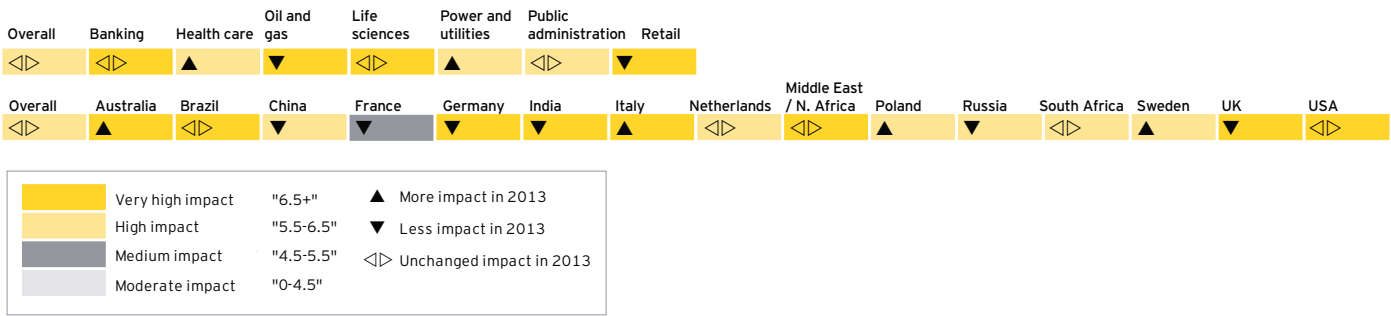 Overall Banking Health care Oil and gas Life sciences Power and utilities Public administration Retail
Overall Australia Brazil China France Germany India Italy Netherlands Middle East / N. Africa Poland Russia South Africa Sweden UK USA
Very high impact "6.5+" ▲ More impact in 2013
High impact "5.5-6.5" ▼ Less impact in 2013
Medium impact "4.5-5.5" ◁▷ Unchanged impact in 2013
Moderate impact "0-4.5"